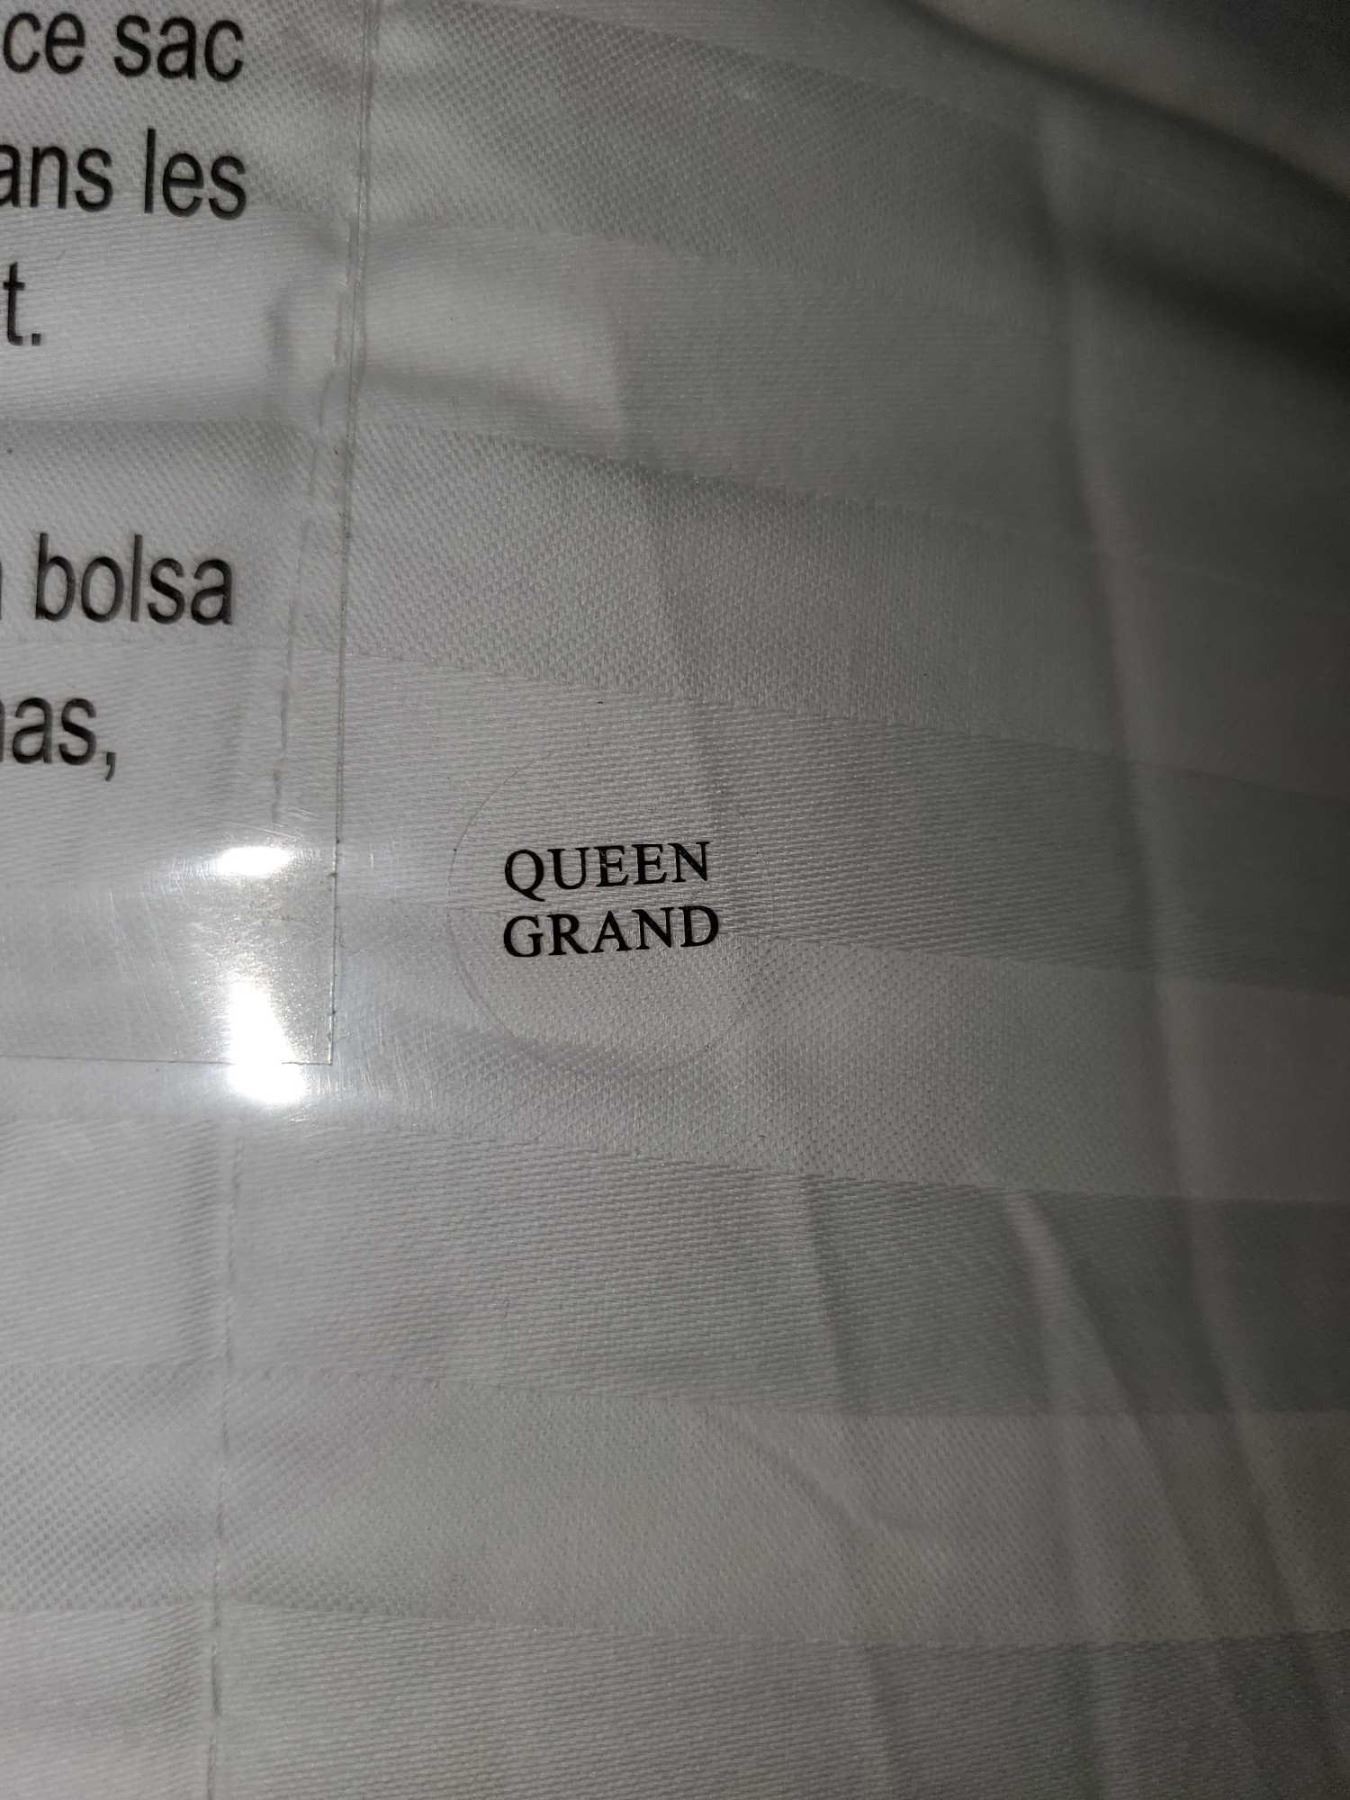 ce sac
ans les
t.
bolsa
as,
QUEEN
GRAND